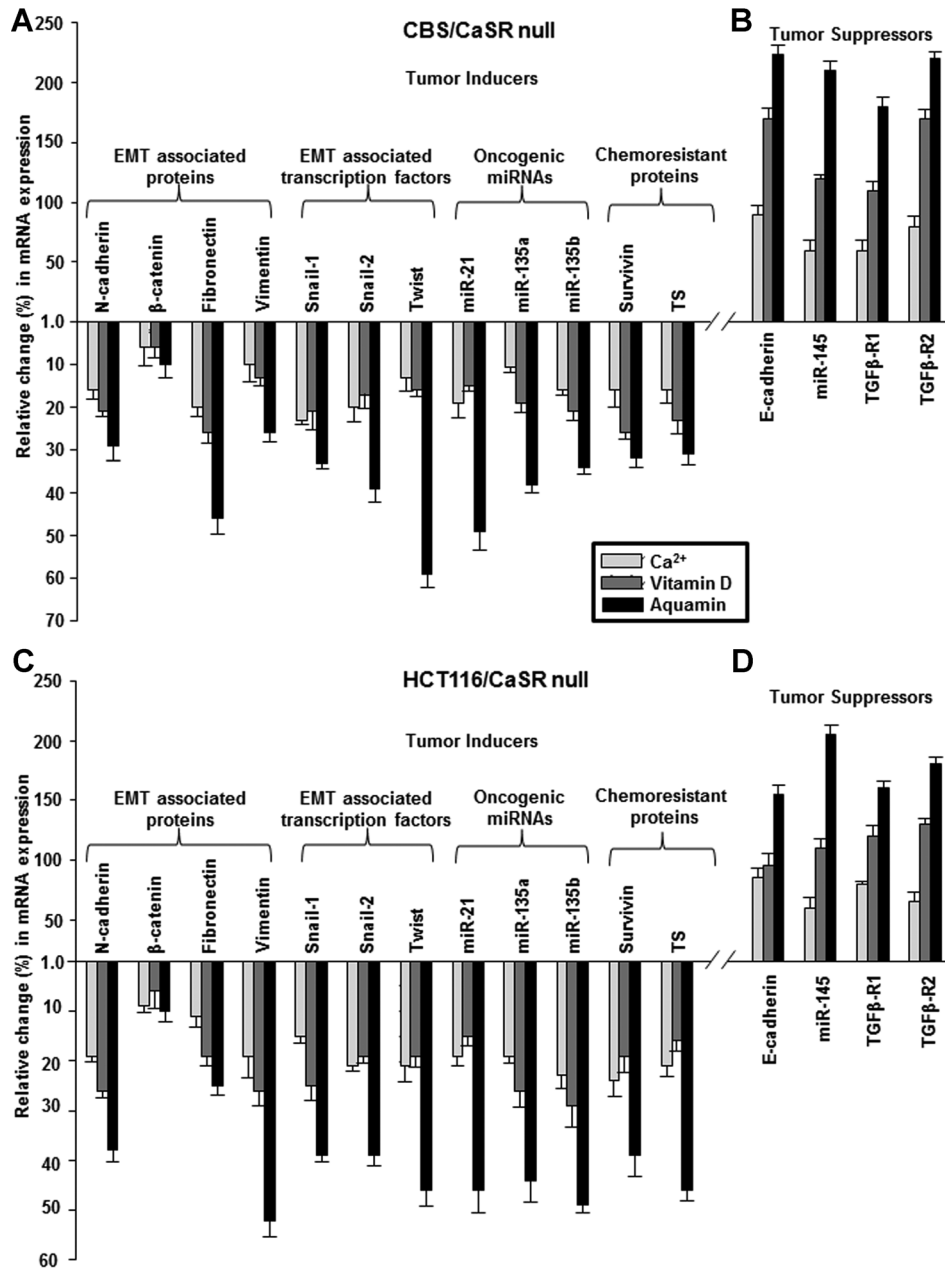 A
CBS/CaSR null
B
Tumor Suppressors
Tumor Inducers
EMT associated
proteins
EMT associated
transcription factors
Oncogenic
miRNAs
Chemoresistant
proteins
Relative change (%) in mRNA expression
250
200
150
100
50
1.0
10
20
30
40
50
60
70
N-cadherin
β-catenin
Fibronectin
Vimentin
Snail-1
Snail-2
Twist
miR-21
miR-135a
miR-135b
Survivin
TS
E-cadherin
miR-145
TGFβ-R1
TGFβ-R2
Ca²⁺
Vitamin D
Aquamin
C
HCT116/CaSR null
D
Tumor Suppressors
Tumor Inducers
EMT associated
proteins
EMT associated
transcription factors
Oncogenic
miRNAs
Chemoresistant
proteins
Relative change (%) in mRNA expression
250
200
150
100
50
1.0
10
20
30
40
50
60
N-cadherin
β-catenin
Fibronectin
Vimentin
Snail-1
Snail-2
Twist
miR-21
miR-135a
miR-135b
Survivin
TS
E-cadherin
miR-145
TGFβ-R1
TGFβ-R2